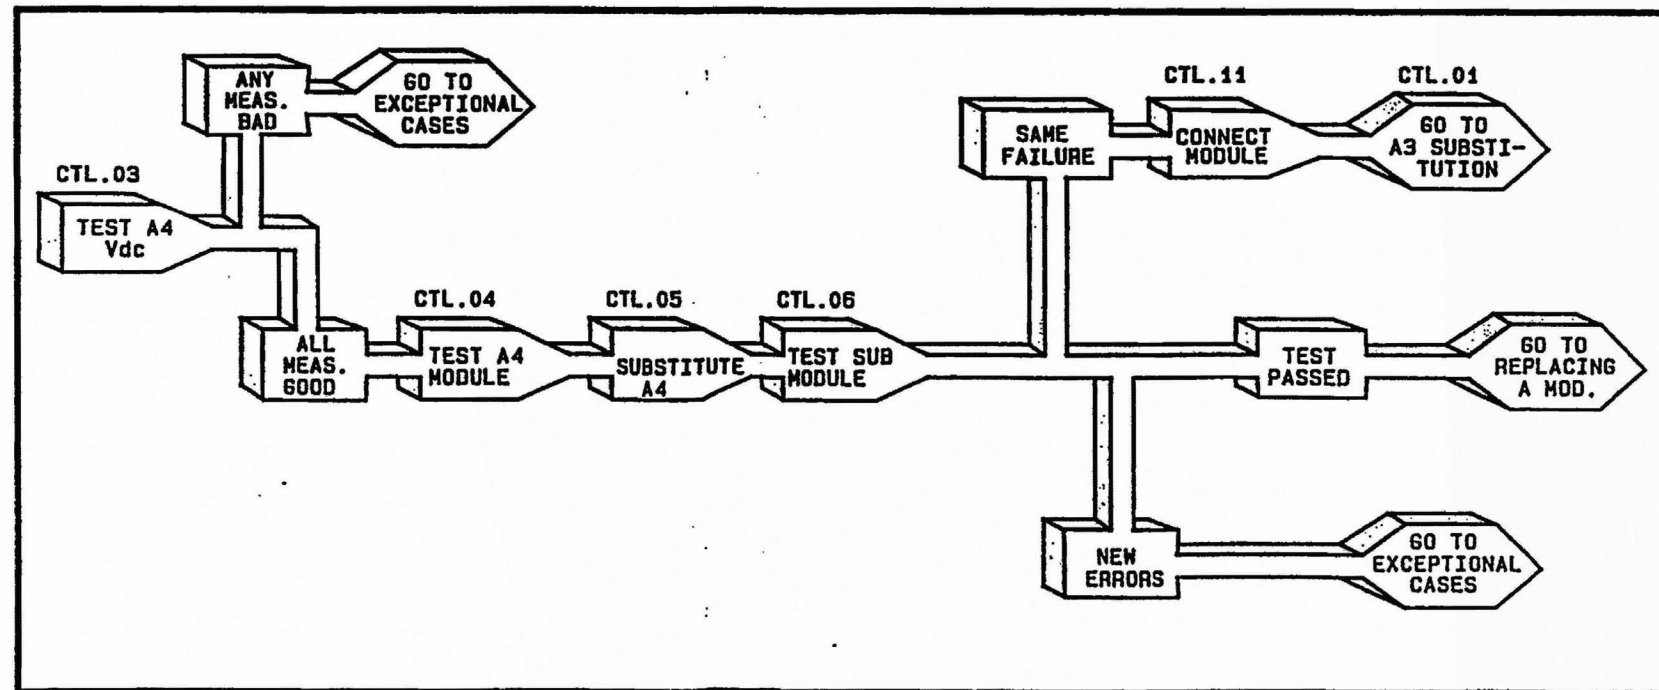 ANY
MEAS.
BAD
GO TO
EXCEPTIONAL
CASES
CTL.03
TEST A4
Vdc
ALL
MEAS.
GOOD
CTL.04
TEST A4
MODULE
CTL.05
SUBSTITUTE
A4
CTL.06
TEST SUB
MODULE
SAME
FAILURE
CTL.11
CONNECT
MODULE
CTL.01
GO TO
A3 SUBSTI-
TUTION
TEST
PASSED
GO TO
REPLACING
A MOD.
NEW
ERRORS
GO TO
EXCEPTIONAL
CASES